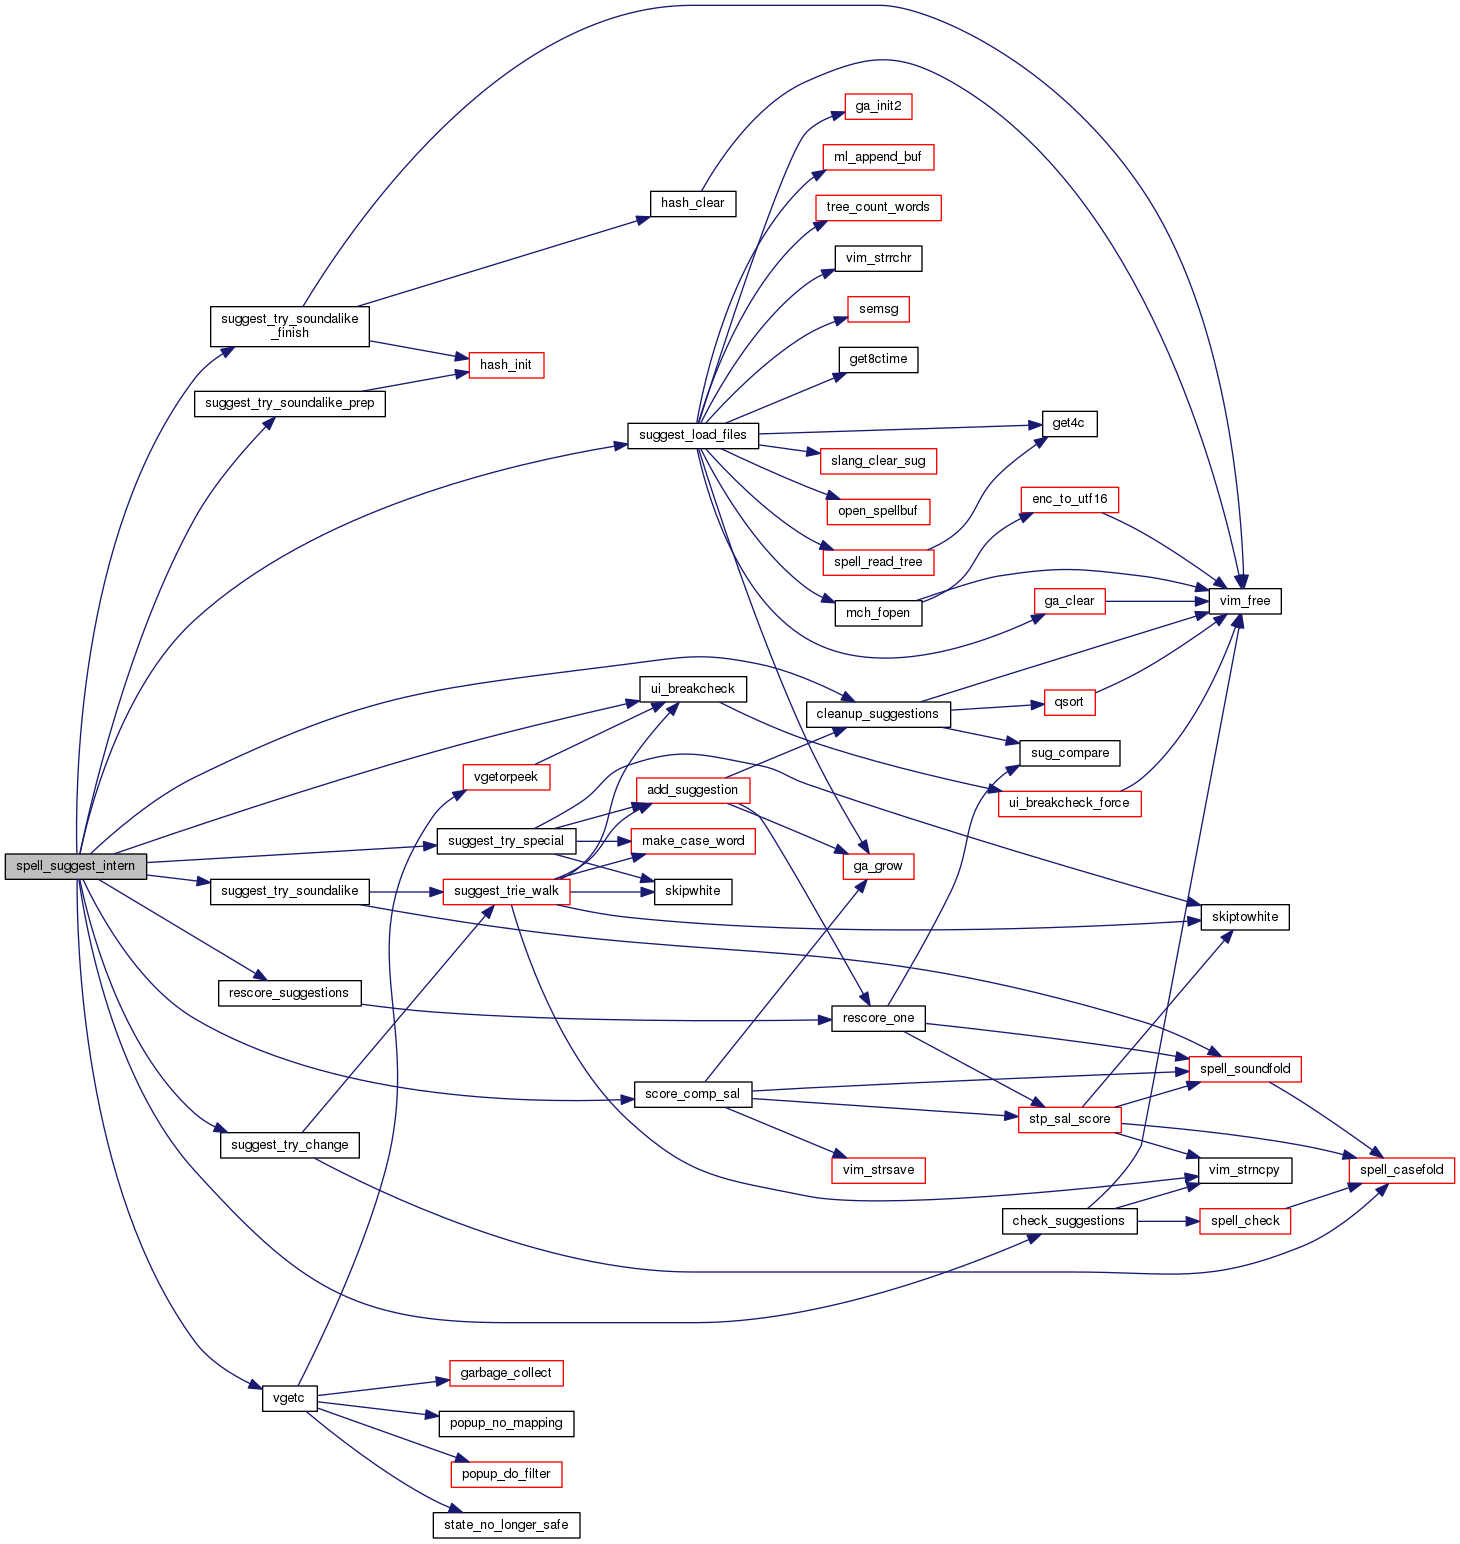 ga_init2
ml_append_buf
hash_clear
tree_count_words
vim_strrchr
semsg
suggest_try_soundalike
_finish
get8ctime
hash_init
suggest_try_soundalike_prep
get4c
suggest_load_files
slang_clear_sug
enc_to_utf16
open_spellbuf
spell_read_tree
ga_clear
vim_free
mch_fopen
ui_breakcheck
qsort
cleanup_suggestions
sug_compare
vgetorpeek
add_suggestion
ui_breakcheck_force
suggest_try_special
make_case_word
spell_suggest_intern
ga_grow
suggest_try_soundalike
suggest_trie_walk
skipwhite
skiptowhite
rescore_suggestions
rescore_one
spell_soundfold
score_comp_sal
stp_sal_score
suggest_try_change
vim_strsave
vim_strncpy
spell_casefold
check_suggestions
spell_check
garbage_collect
vgetc
popup_no_mapping
popup_do_filter
state_no_longer_safe